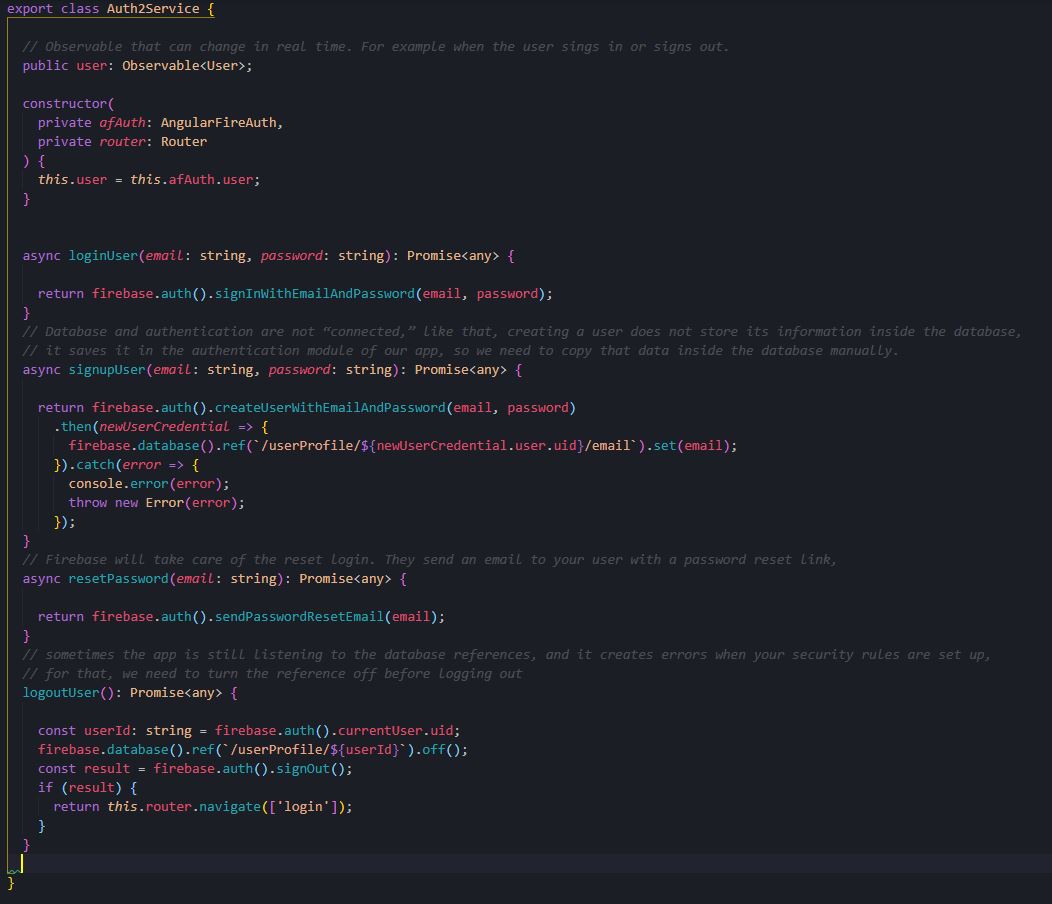 export class Auth2Service {
// Observable that can change in real time. For example when the user sings in or signs out.
public user: Observable<User>;
constructor(
private afAuth: AngularFireAuth,
private router: Router
) {
this.user = this.afAuth.user;
}
async loginUser(email: string, password: string): Promise<any> {
return firebase.auth().signInWithEmailAndPassword(email, password);
}
// Database and authentication are not “connected,” like that, creating a user does not store its information inside the database,
// it saves it in the authentication module of our app, so we need to copy that data inside the database manually.
async signupUser(email: string, password: string): Promise<any> {
return firebase.auth().createUserWithEmailAndPassword(email, password)
.then(newUserCredential => {
firebase.database().ref(`/userProfile/${newUserCredential.user.uid}/email`).set(email);
}).catch(error => {
console.error(error);
throw new Error(error);
});
}
// Firebase will take care of the reset login. They send an email to your user with a password reset link,
async resetPassword(email: string): Promise<any> {
return firebase.auth().sendPasswordResetEmail(email);
}
// sometimes the app is still listening to the database references, and it creates errors when your security rules are set up,
// for that, we need to turn the reference off before logging out
logoutUser(): Promise<any> {
const userId: string = firebase.auth().currentUser.uid;
firebase.database().ref(`/userProfile/${userId}`).off();
const result = firebase.auth().signOut();
if (result) {
return this.router.navigate(['login']);
}
}
}